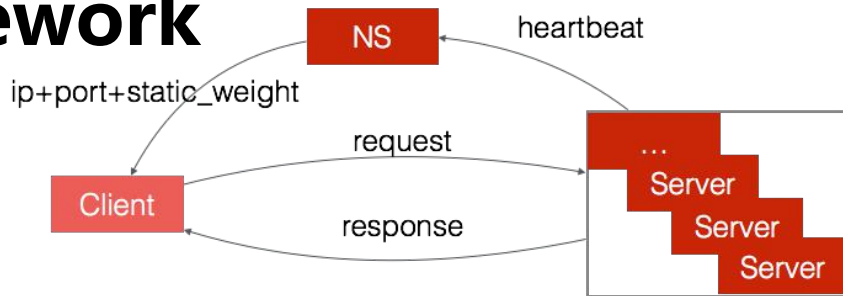 ework
NS
heartbeat
ip+port+static_weight
request
...
Server
Client
Server
response
Server